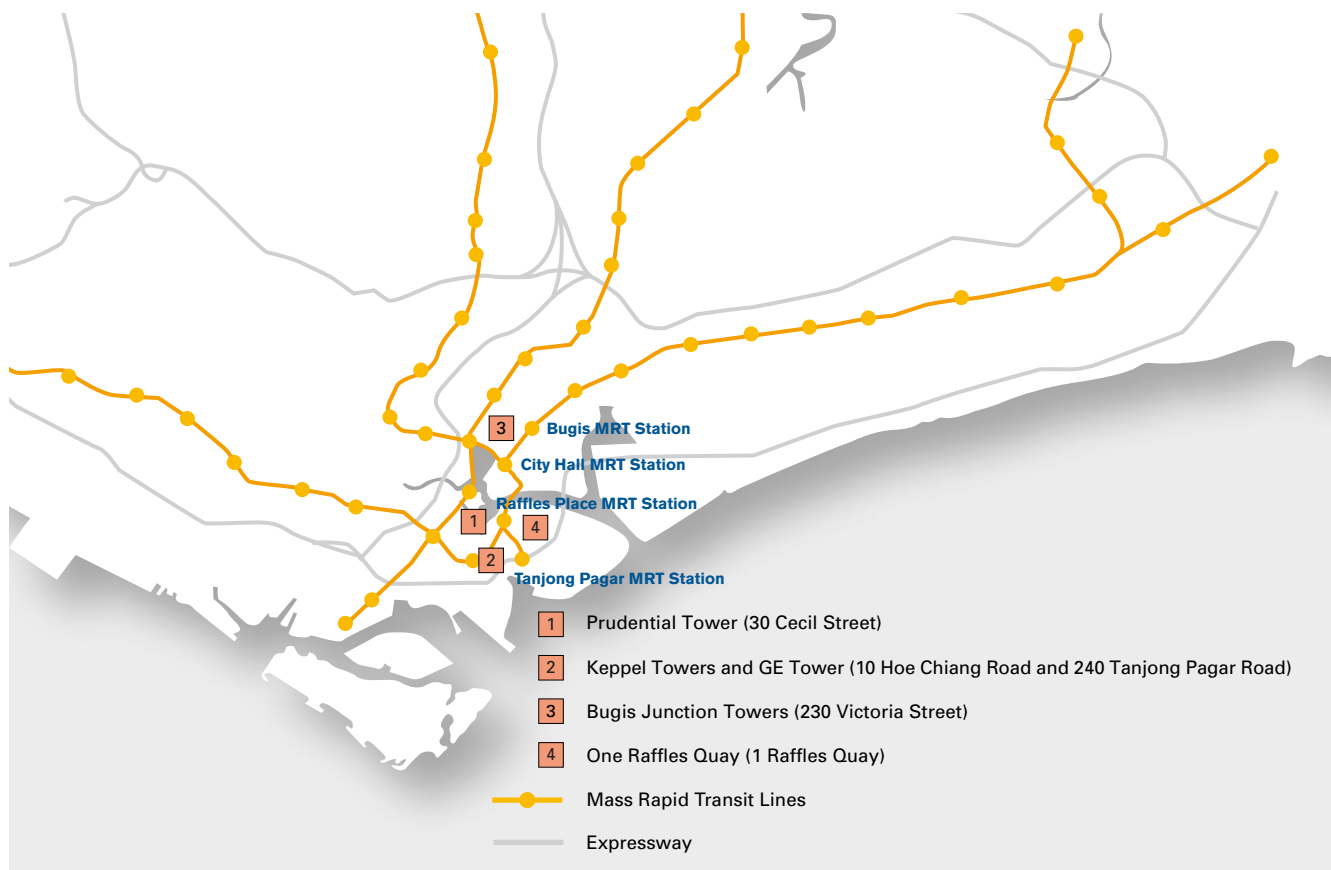 3
Bugis MRT Station
City Hall MRT Station
Raffles Place MRT Station
1
4
2
Tanjong Pagar MRT Station
1 Prudential Tower (30 Cecil Street)
2 Keppel Towers and GE Tower (10 Hoe Chiang Road and 240 Tanjong Pagar Road)
3 Bugis Junction Towers (230 Victoria Street)
4 One Raffles Quay (1 Raffles Quay)
Mass Rapid Transit Lines
Expressway